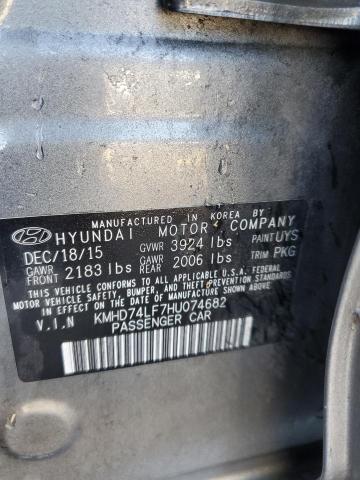 MANUFACTURED IN KOREA BY
HYUNDAI MOTOR COMPANY
DEC/18/15 GVWR 3924 lbs PAINT UYS
GAWR FRONT 2183 lbs GAWR REAR 2006 lbs TRIM PKG
THIS VEHICLE CONFORMS TO ALL APPLICABLE U.S.A. FEDERAL
MOTOR VEHICLE SAFETY, BUMPER, AND THEFT PREVENTION STANDARDS
IN EFFECT ON THE DATE OF MANUFACTURE SHOWN ABOVE.
V.I.N KMHD74LF7HU074682
PASSENGER CAR